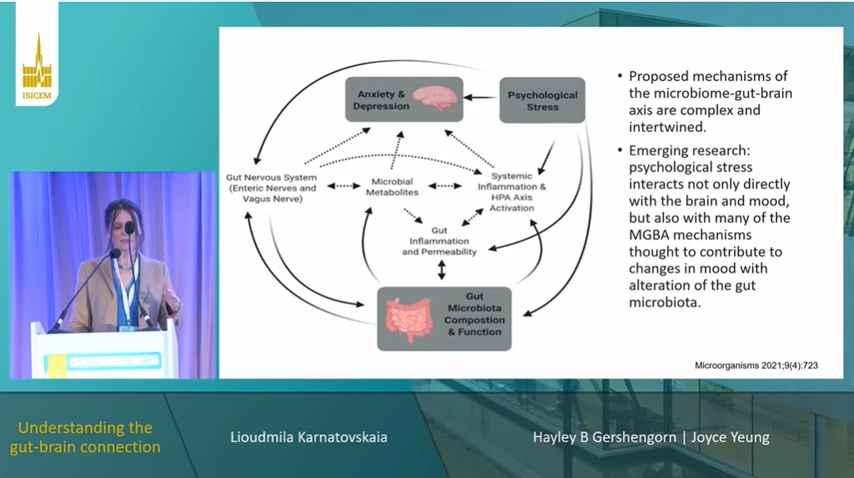 ISICEM
Anxiety &
Depression
Psychological
Stress
Gut Nervous System
(Enteric Nerves and
Vagus Nerve)
Microbial
Metabolites
Systemic
Inflammation &
HPA Axis
Activation
Gut
Inflammation
and Permeability
Gut
Microbiota
Compostion
& Function
• Proposed mechanisms of
the microbiome-gut-brain
axis are complex and
intertwined.
• Emerging research:
psychological stress
interacts not only directly
with the brain and mood,
but also with many of the
MGBA mechanisms
thought to contribute to
changes in mood with
alteration of the gut
microbiota.
Microorganisms 2021;9(4):723
Understanding the
gut-brain connection
Lioudmila Karnatovskaia
Hayley B Gershengorn | Joyce Yeung